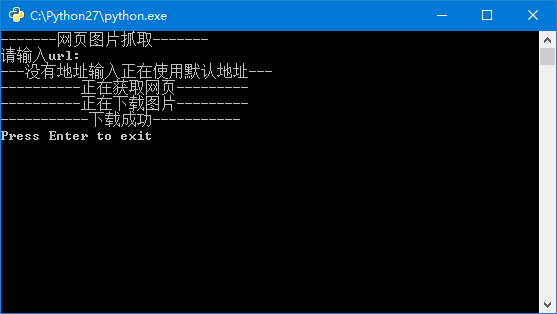 C:\Python27\python.exe
-------网页图片抓取-------
请输入url:
---没有地址输入正在使用默认地址---
----------正在获取网页---------
----------正在下载图片---------
-----------下载成功-----------
Press Enter to exit